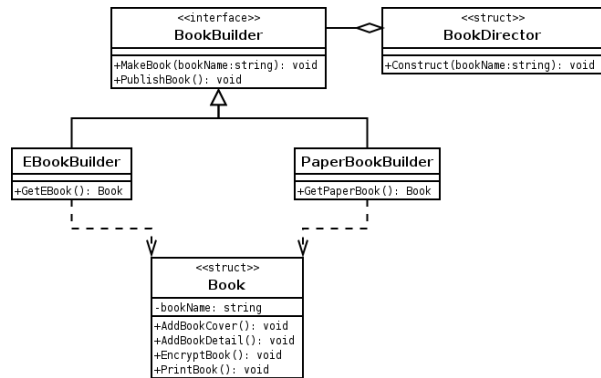 <<interface>>
BookBuilder
+MakeBook(bookName:string): void
+PublishBook(): void
<<struct>>
BookDirector
+Construct(bookName:string): void
EBookBuilder
+GetEBook(): Book
PaperBookBuilder
+GetPaperBook(): Book
<<struct>>
Book
-bookName: string
+AddBookCover(): void
+AddBookDetail(): void
+EncryptBook(): void
+PrintBook(): void